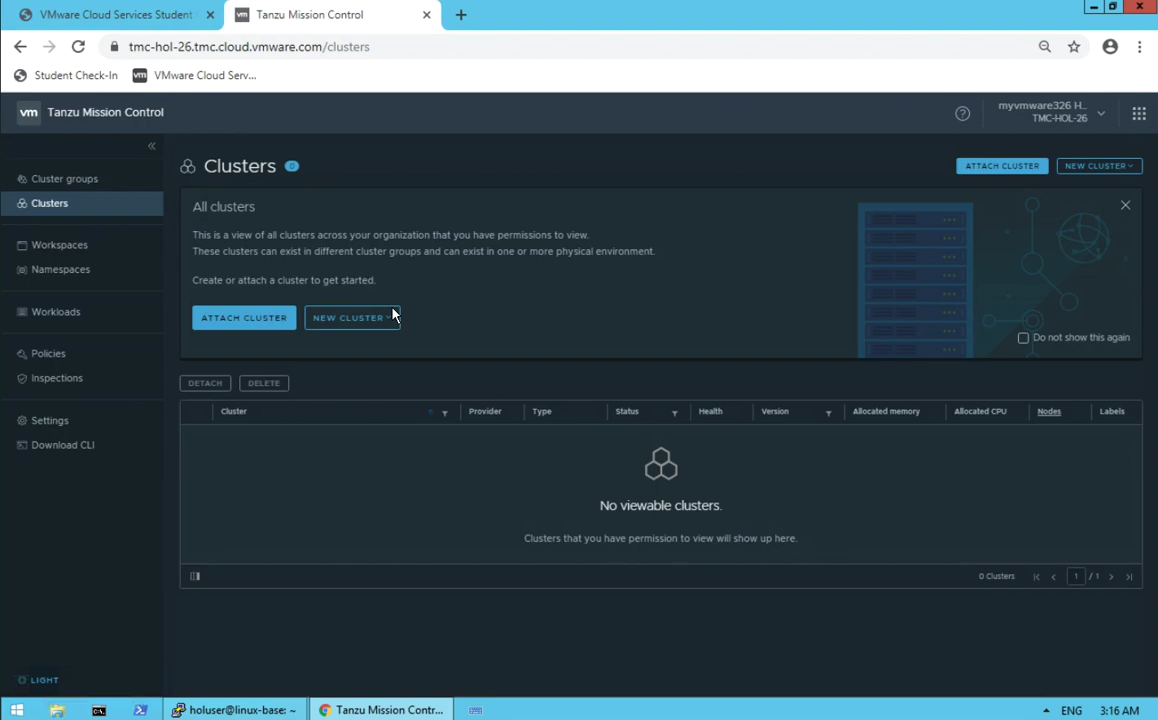 VMware Cloud Services Student
vm Tanzu Mission Control
tmc-hol-26.tmc.cloud.vmware.com/clusters
Student Check-In
vm VMware Cloud Serv...
vm Tanzu Mission Control
myvmware326 H...
TMC-HOL-26
Cluster groups
Clusters
Workspaces
Namespaces
Workloads
Policies
Inspections
Settings
Download CLI
LIGHT
Clusters 0
ATTACH CLUSTER
NEW CLUSTER
All clusters
This is a view of all clusters across your organization that you have permissions to view.
These clusters can exist in different cluster groups and can exist in one or more physical environment.
Create or attach a cluster to get started.
ATTACH CLUSTER
NEW CLUSTER
Do not show this again
DETACH
DELETE
Cluster Provider Type Status Health Version Allocated memory Allocated CPU Nodes Labels
No viewable clusters.
Clusters that you have permission to view will show up here.
0 Clusters 1 / 1
holuser@linux-base: ~
Tanzu Mission Contr...
ENG 3:16 AM